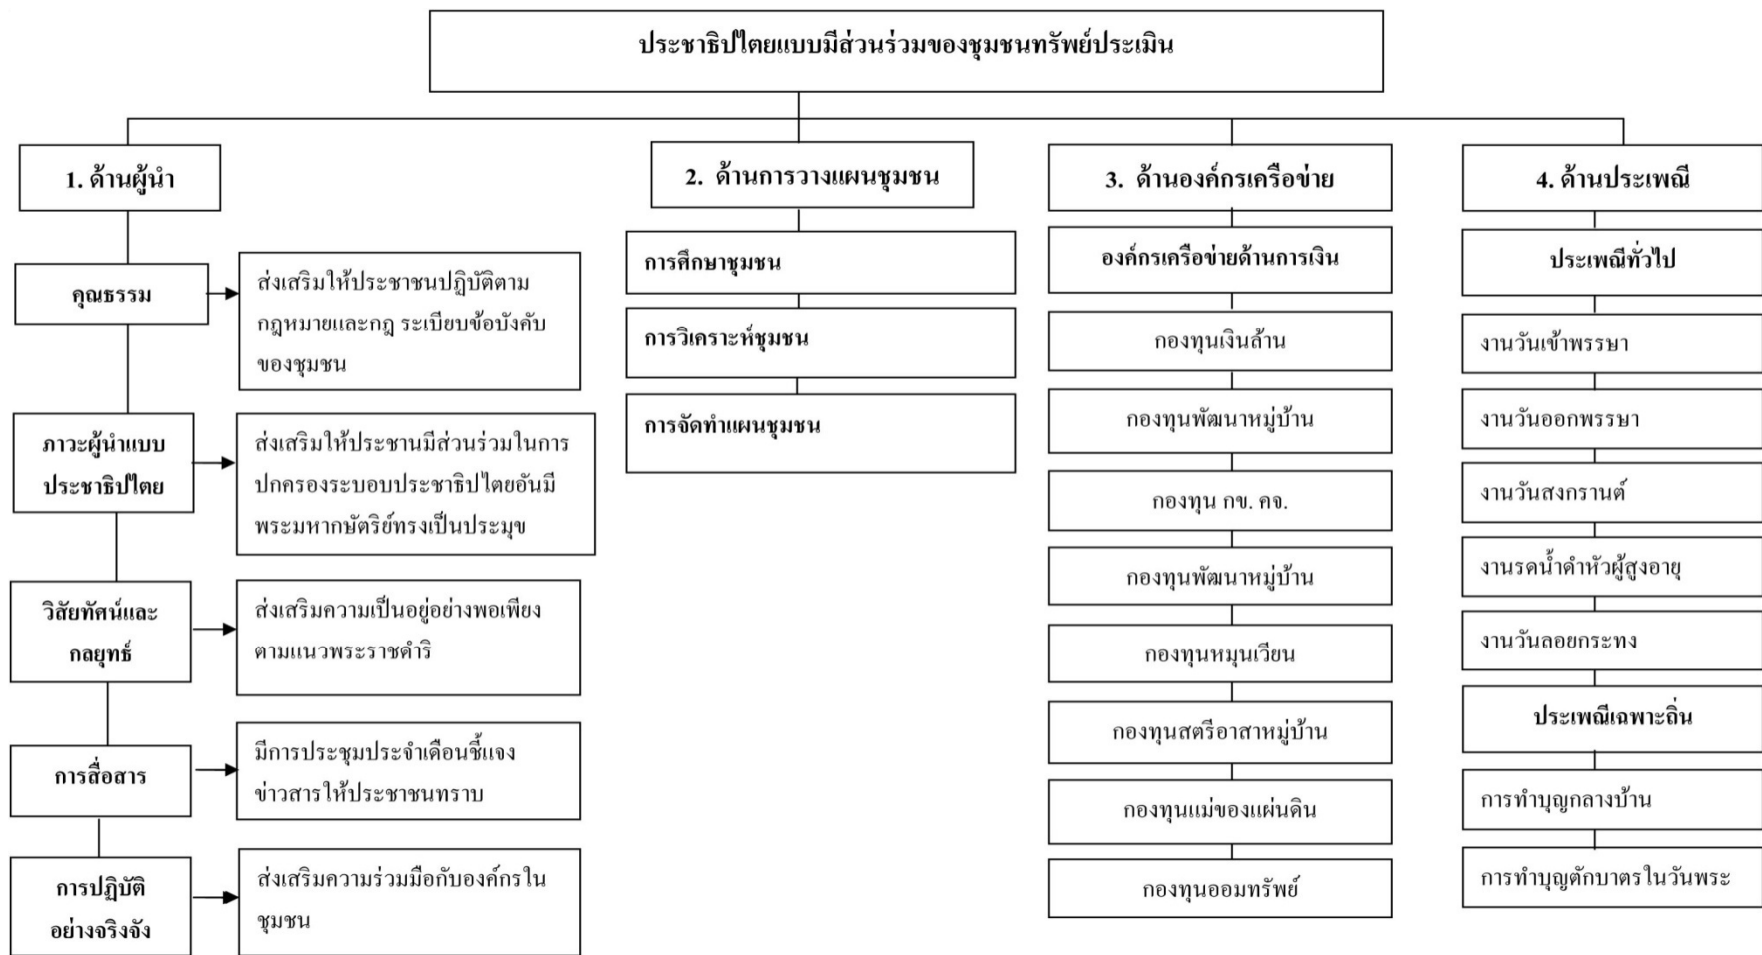 ประชาธิปไตยแบบมีส่วนร่วมของชุมชนทรัพย์ประเมิน
1. ด้านผู้นำ
คุณธรรม
ส่งเสริมให้ประชาชนปฏิบัติตาม
กฎหมายและกฎ ระเบียบข้อบังคับ
ของชุมชน
ภาวะผู้นำแบบ
ประชาธิปไตย
ส่งเสริมให้ประชานมีส่วนร่วมในการ
ปกครองระบอบประชาธิปไตยอันมี
พระมหากษัตริย์ทรงเป็นประมุข
วิสัยทัศน์และ
กลยุทธ์
ส่งเสริมความเป็นอยู่อย่างพอเพียง
ตามแนวพระราชดำริ
การสื่อสาร
มีการประชุมประจำเดือนชี้แจง
ข่าวสารให้ประชาชนทราบ
การปฏิบัติ
อย่างจริงจัง
ส่งเสริมความร่วมมือกับองค์กรใน
ชุมชน
2. ด้านการวางแผนชุมชน
การศึกษาชุมชน
การวิเคราะห์ชุมชน
การจัดทำแผนชุมชน
3. ด้านองค์กรเครือข่าย
องค์กรเครือข่ายด้านการเงิน
กองทุนเงินล้าน
กองทุนพัฒนาหมู่บ้าน
กองทุน กข. คจ.
กองทุนพัฒนาหมู่บ้าน
กองทุนหมุนเวียน
กองทุนสตรีอาสาหมู่บ้าน
กองทุนแม่ของแผ่นดิน
กองทุนออมทรัพย์
4. ด้านประเพณี
ประเพณีทั่วไป
งานวันเข้าพรรษา
งานวันออกพรรษา
งานวันสงกรานต์
งานรดน้ำดำหัวผู้สูงอายุ
งานวันลอยกระทง
ประเพณีเฉพาะถิ่น
การทำบุญกลางบ้าน
การทำบุญตักบาตรในวันพระ